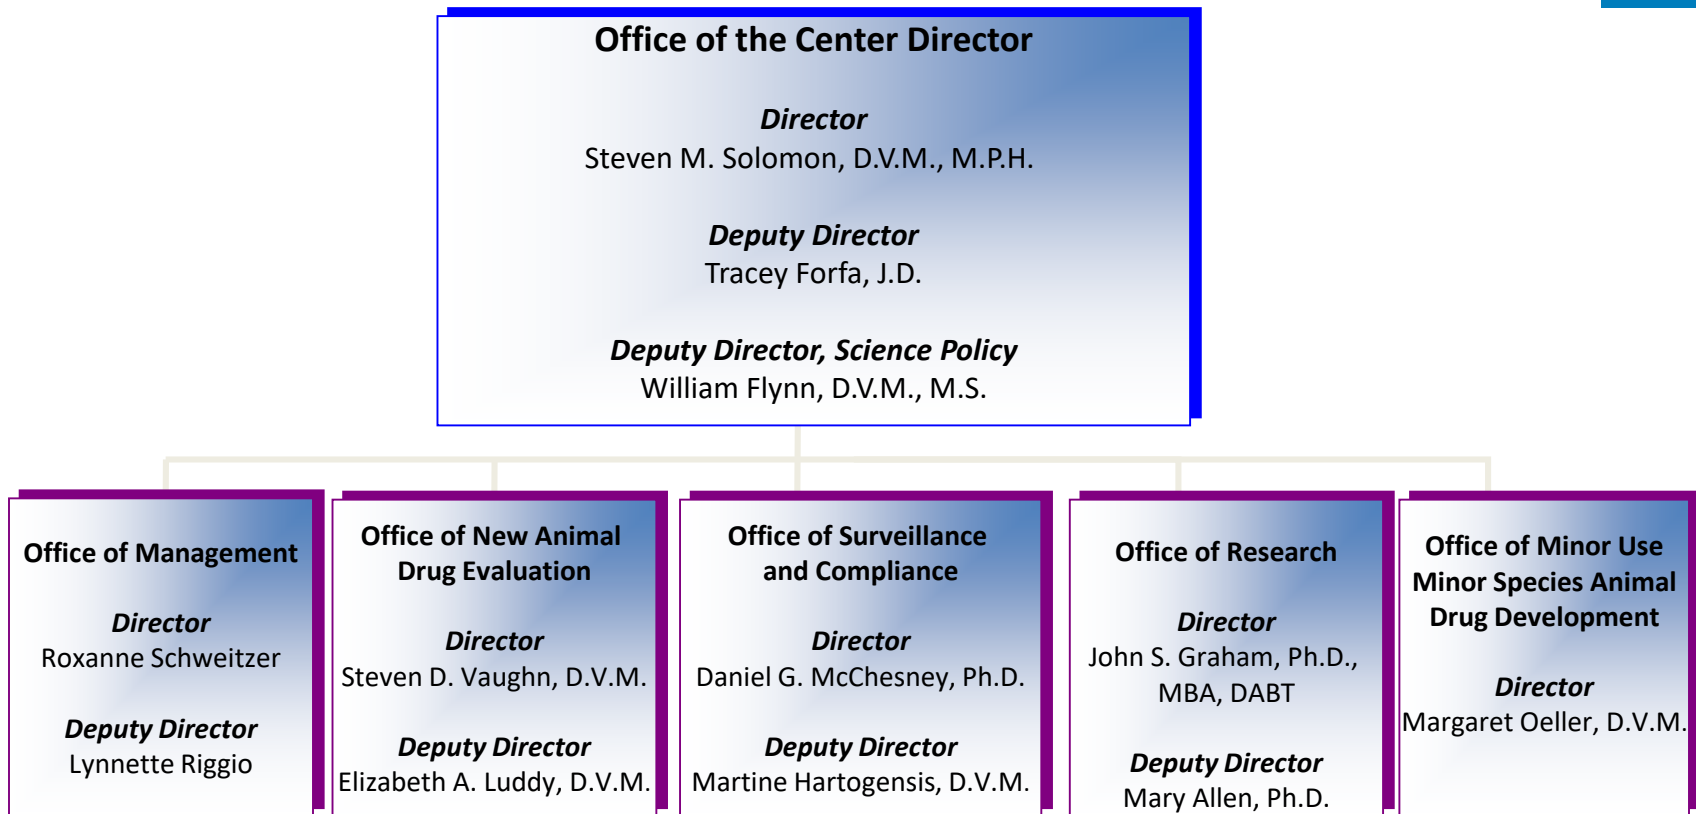 Office of the Center Director
Director
Steven M. Solomon, D.V.M., M.P.H.
Deputy Director
Tracey Forfa, J.D.
Deputy Director, Science Policy
William Flynn, D.V.M., M.S.
Office of Management
Director
Roxanne Schweitzer
Deputy Director
Lynnette Riggio
Office of New Animal
Drug Evaluation
Director
Steven D. Vaughn, D.V.M.
Deputy Director
Elizabeth A. Luddy, D.V.M.
Office of Surveillance
and Compliance
Director
Daniel G. McChesney, Ph.D.
Deputy Director
Martine Hartogensis, D.V.M.
Office of Research
Director
John S. Graham, Ph.D.,
MBA, DABT
Deputy Director
Mary Allen, Ph.D.
Office of Minor Use
Minor Species Animal
Drug Development
Director
Margaret Oeller, D.V.M.